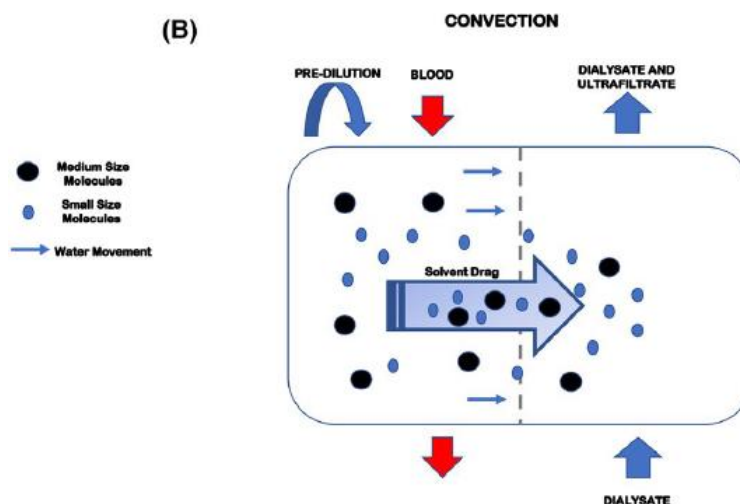 (B)
CONVECTION
PRE-DILUTION
BLOOD
DIALYSATE AND
ULTRAFILTRATE
Medium Size
Molecules
Small Size
Molecules
Water Movement
Solvent Drag
DIALYSATE